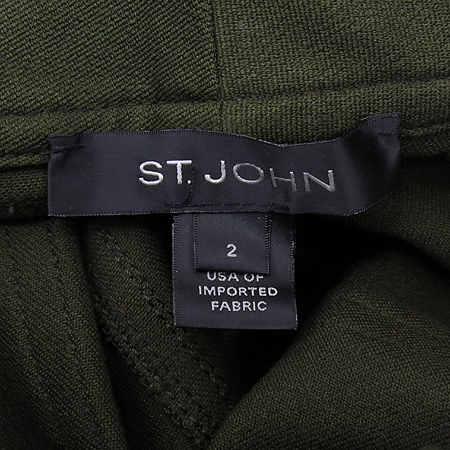 ST. JOHN
2
USA OF
IMPORTED
FABRIC